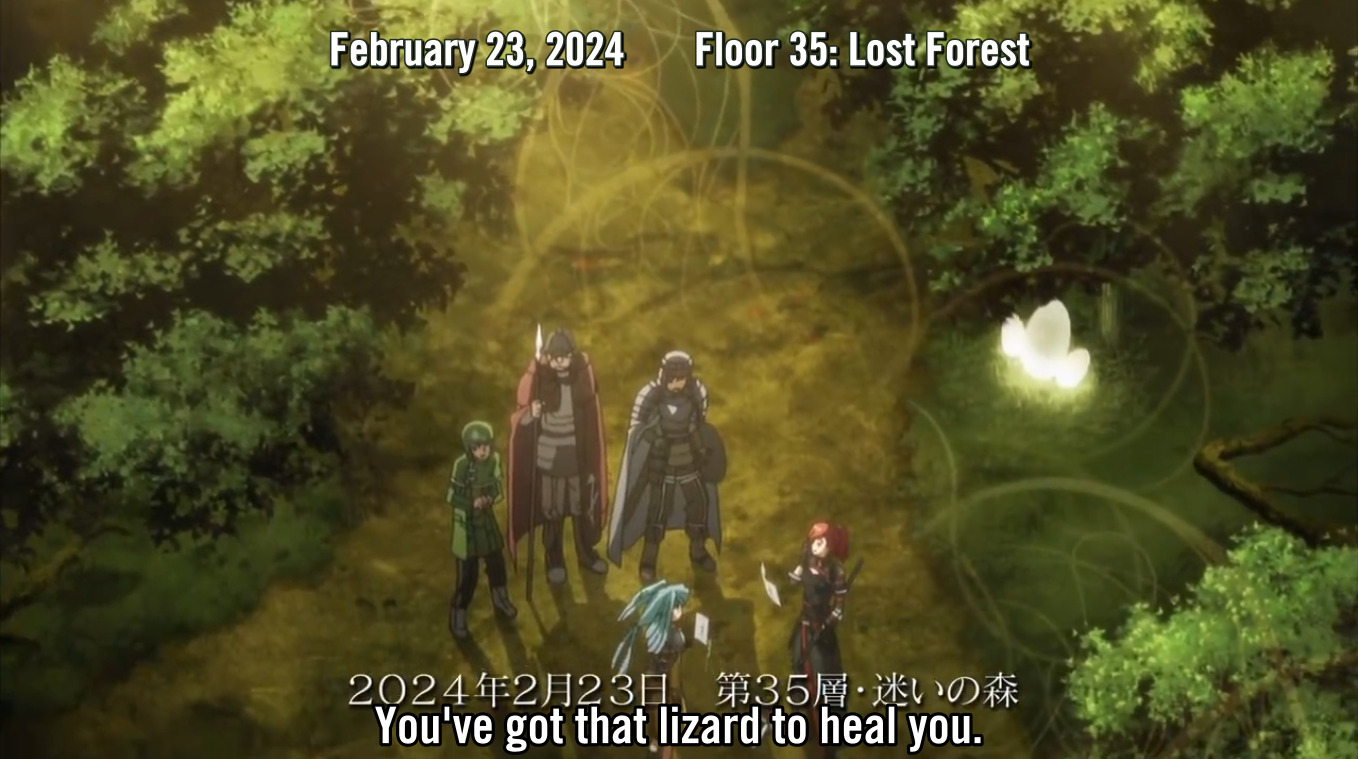 February 23, 2024 Floor 35: Lost Forest
2024年2月23日 第35層・迷いの森
You've got that lizard to heal you.